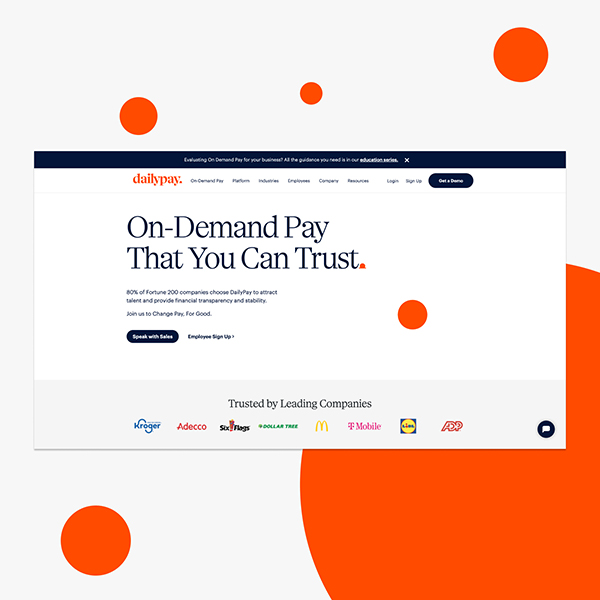 Evaluating On Demand Pay for your business? All the guidance you need is in our education series. ✕
dailypay. On-Demand Pay Platform Industries Employees Company Resources Login Sign Up Get a Demo
On-Demand Pay
That You Can Trust.
80% of Fortune 200 companies choose DailyPay to attract
talent and provide financial transparency and stability.
Join us to Change Pay, For Good.
Speak with Sales Employee Sign Up >
Trusted by Leading Companies
Kroger Adecco Six Flags DOLLAR TREE T Mobile LIDL ADP